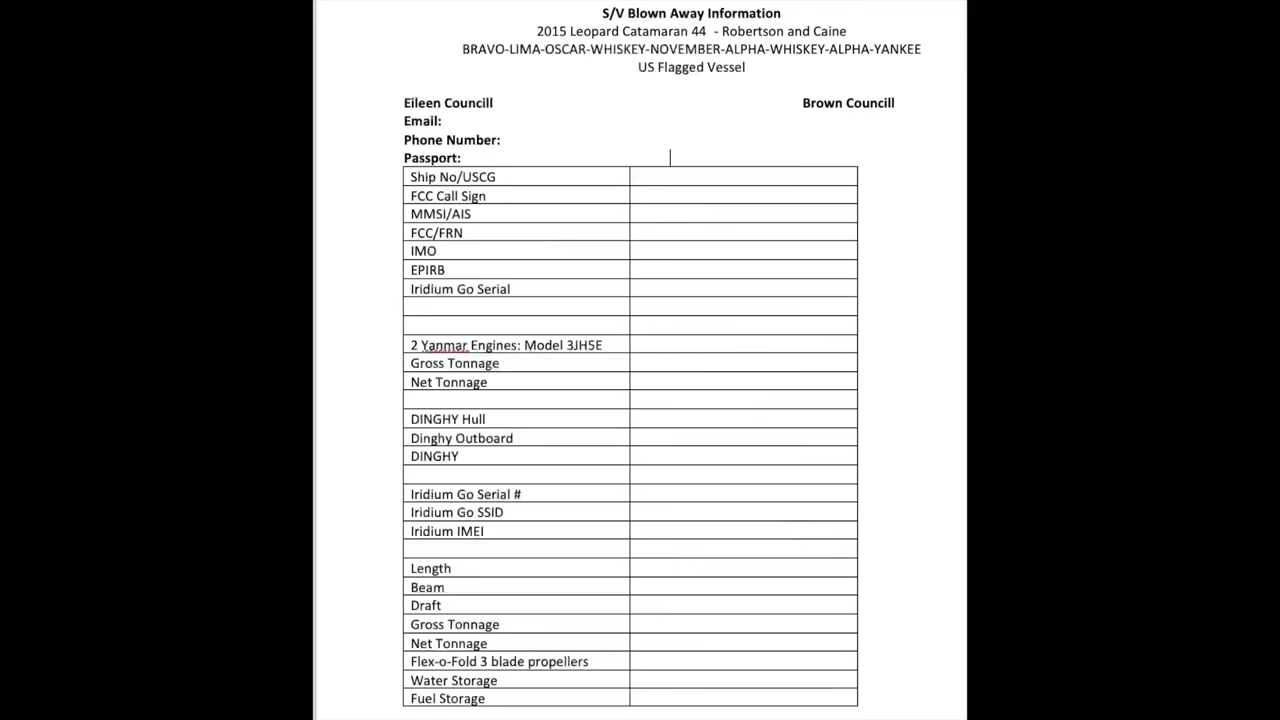 S/V Blown Away Information
2015 Leopard Catamaran 44 - Robertson and Caine
BRAVO-LIMA-OSCAR-WHISKEY-NOVEMBER-ALPHA-WHISKEY-ALPHA-YANKEE
US Flagged Vessel
Eileen Councill Brown Councill
Email:
Phone Number:
Passport:
Ship No/USCG
FCC Call Sign
MMSI/AIS
FCC/FRN
IMO
EPIRB
Iridium Go Serial
2 Yanmar Engines: Model 3JH5E
Gross Tonnage
Net Tonnage
DINGHY Hull
Dinghy Outboard
DINGHY
Iridium Go Serial #
Iridium Go SSID
Iridium IMEI
Length
Beam
Draft
Gross Tonnage
Net Tonnage
Flex-o-Fold 3 blade propellers
Water Storage
Fuel Storage